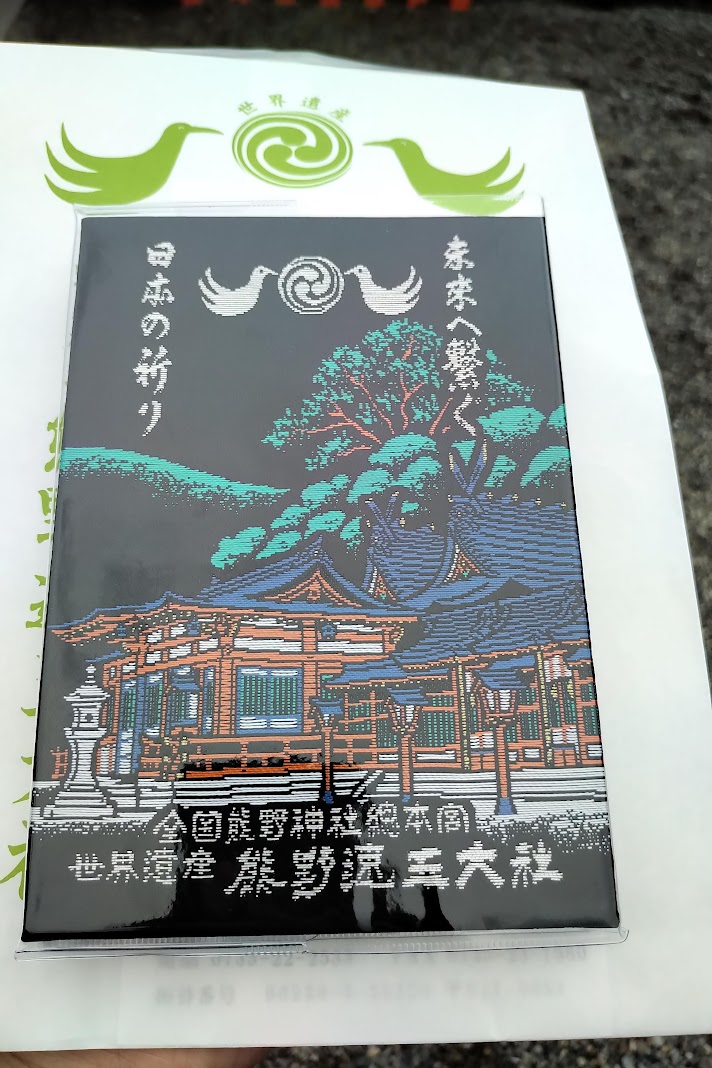 世界遺産
未来へ繋ぐ
日本の祈り
全国熊野神社總本宮
世界遺産 熊野速玉大社